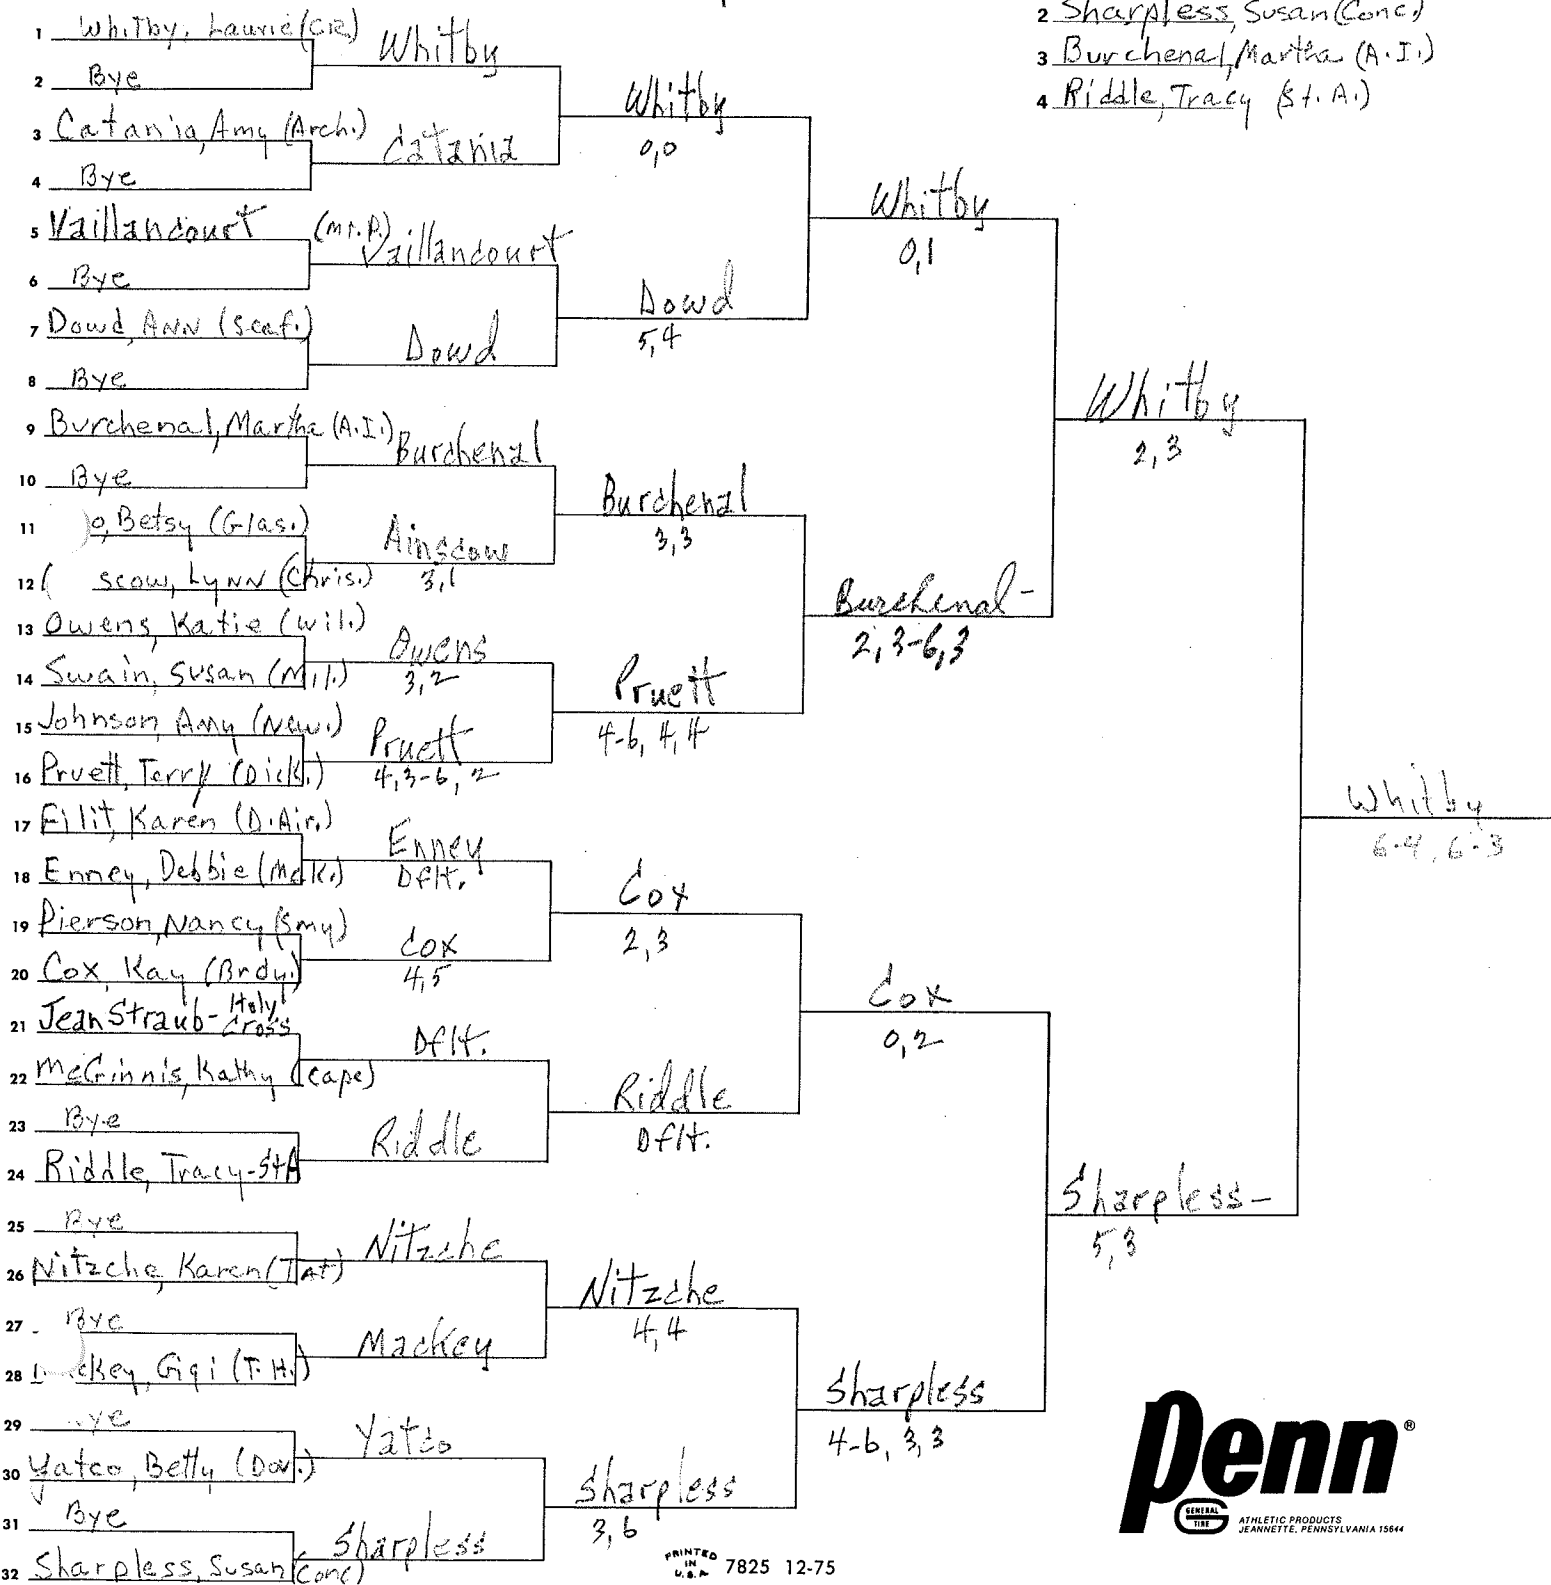 2 Sharpless, Susan (Conc.)
3 Burchenal, Martha (A.I.)
4 Riddle, Tracy (St. A.)
1 Whitby, Laurie (CR)
2 Bye
3 Catania, Amy (Arch.)
4 Bye
5 Vaillancourt (Mt. P.)
6 Bye
7 Dowd, ANN (Seaf.)
8 Bye
9 Burchenal, Martha (A.I.)
10 Bye
11 o, Betsy (Glas.)
12 scow, LYNN (Chris.)
13 Owens, Katie (Wil.)
14 Swain, Susan (Mil.)
15 Johnson, Amy (New.)
16 Pruett, Terry (Dick.)
17 Filit, Karen (D. Air.)
18 Enney, Debbie (McK.)
19 Pierson, Nancy (Smy)
20 Cox, Kay (Brdy.)
21 Jean Straub - Holy Cross
22 McGinnis, Kathy (Cape)
23 Bye
24 Riddle, Tracy - St A
25 Bye
26 Nitzche, Karen (Tat)
27 Bye
28 ckey, Gigi (T. H.)
29 ye
30 Yatco, Betty (Dov.)
31 Bye
32 Sharpless, Susan (Conc)
Whitby
Catania
Vaillancourt
Dowd
Burchenal
Ainscow
3,1
Owens
3,2
Pruett
4, 3-6, 2
Enney
Dflt.
Cox
4,5
Dflt.
Riddle
Nitzche
Mackey
Yatco
Sharpless
Whitby
0,0
Dowd
5,4
Burchenal
3,3
Pruett
4-6, 4, 4
Cox
2,3
Riddle
Dflt.
Nitzche
4,4
Sharpless
3,6
Whitby
0,1
Burchenal -
2, 3-6, 3
Cox
0,2
Sharpless
4-6, 3, 3
Whitby
2,3
Sharpless -
5,3
Whitby
6-4, 6-3
Penn®
GENERAL TIRE
ATHLETIC PRODUCTS
JEANNETTE, PENNSYLVANIA 15644
PRINTED IN U.S.A. 7825 12-75